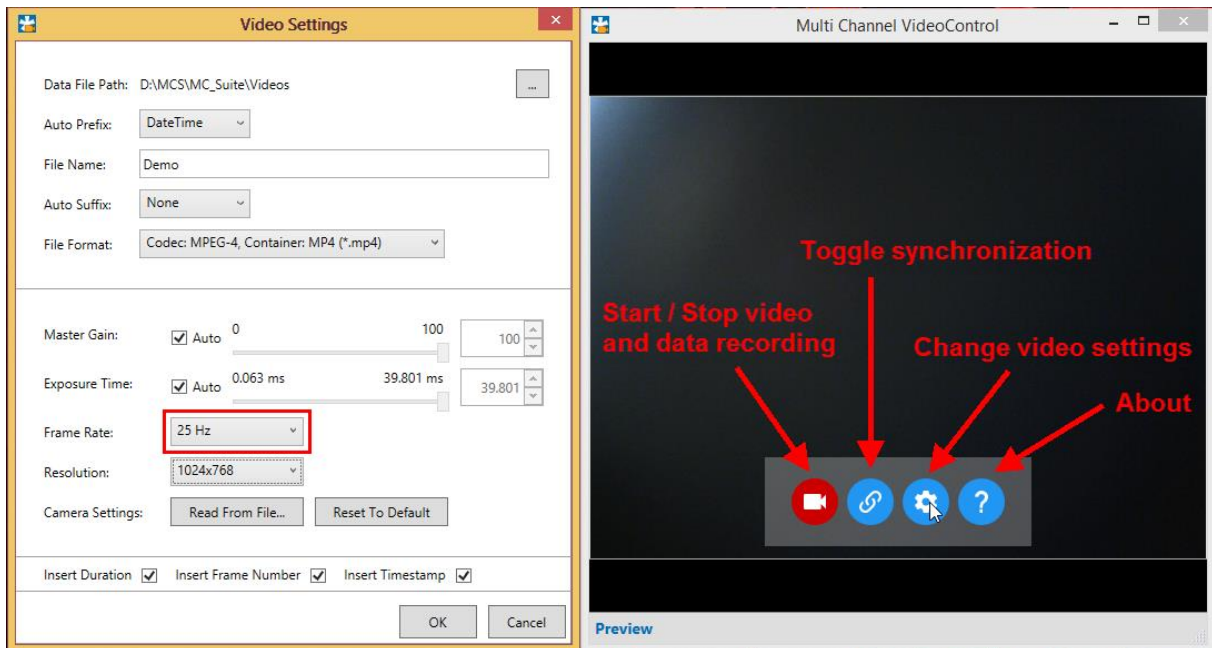 Video Settings
Data File Path: D:\MCS\MC_Suite\Videos ...
Auto Prefix: DateTime
File Name: Demo
Auto Suffix: None
File Format: Codec: MPEG-4, Container: MP4 (*.mp4)
Master Gain: Auto 0 100 100
Exposure Time: Auto 0.063 ms 39.801 ms 39.801
Frame Rate: 25 Hz
Resolution: 1024x768
Camera Settings: Read From File... Reset To Default
Insert Duration Insert Frame Number Insert Timestamp
OK Cancel
Multi Channel VideoControl
Toggle synchronization
Start / Stop video
and data recording
Change video settings
About
?
Preview